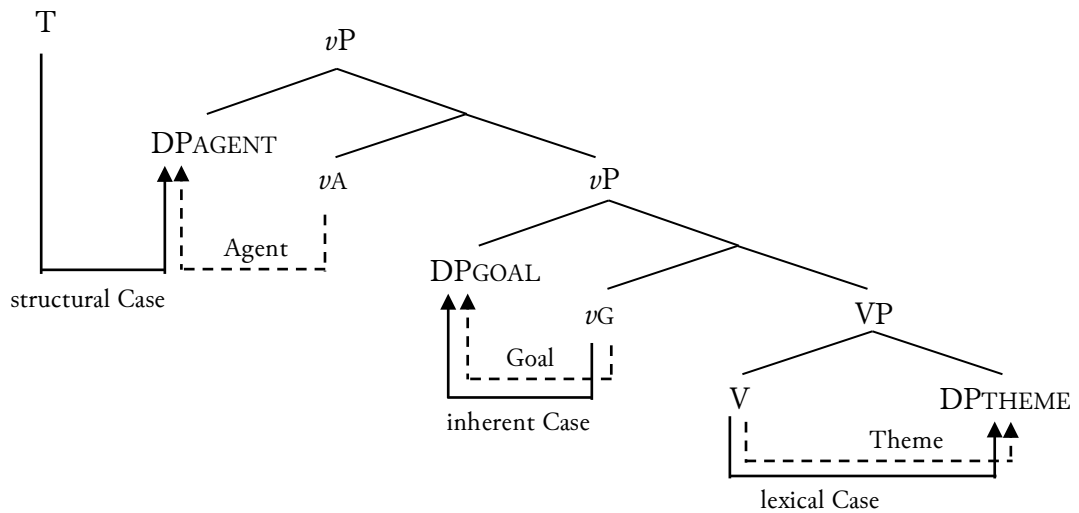 T
vP
DPAGENT
vA
vP
Agent
DPGOAL
structural Case
vG
VP
Goal
V
DPTHEME
inherent Case
Theme
lexical Case